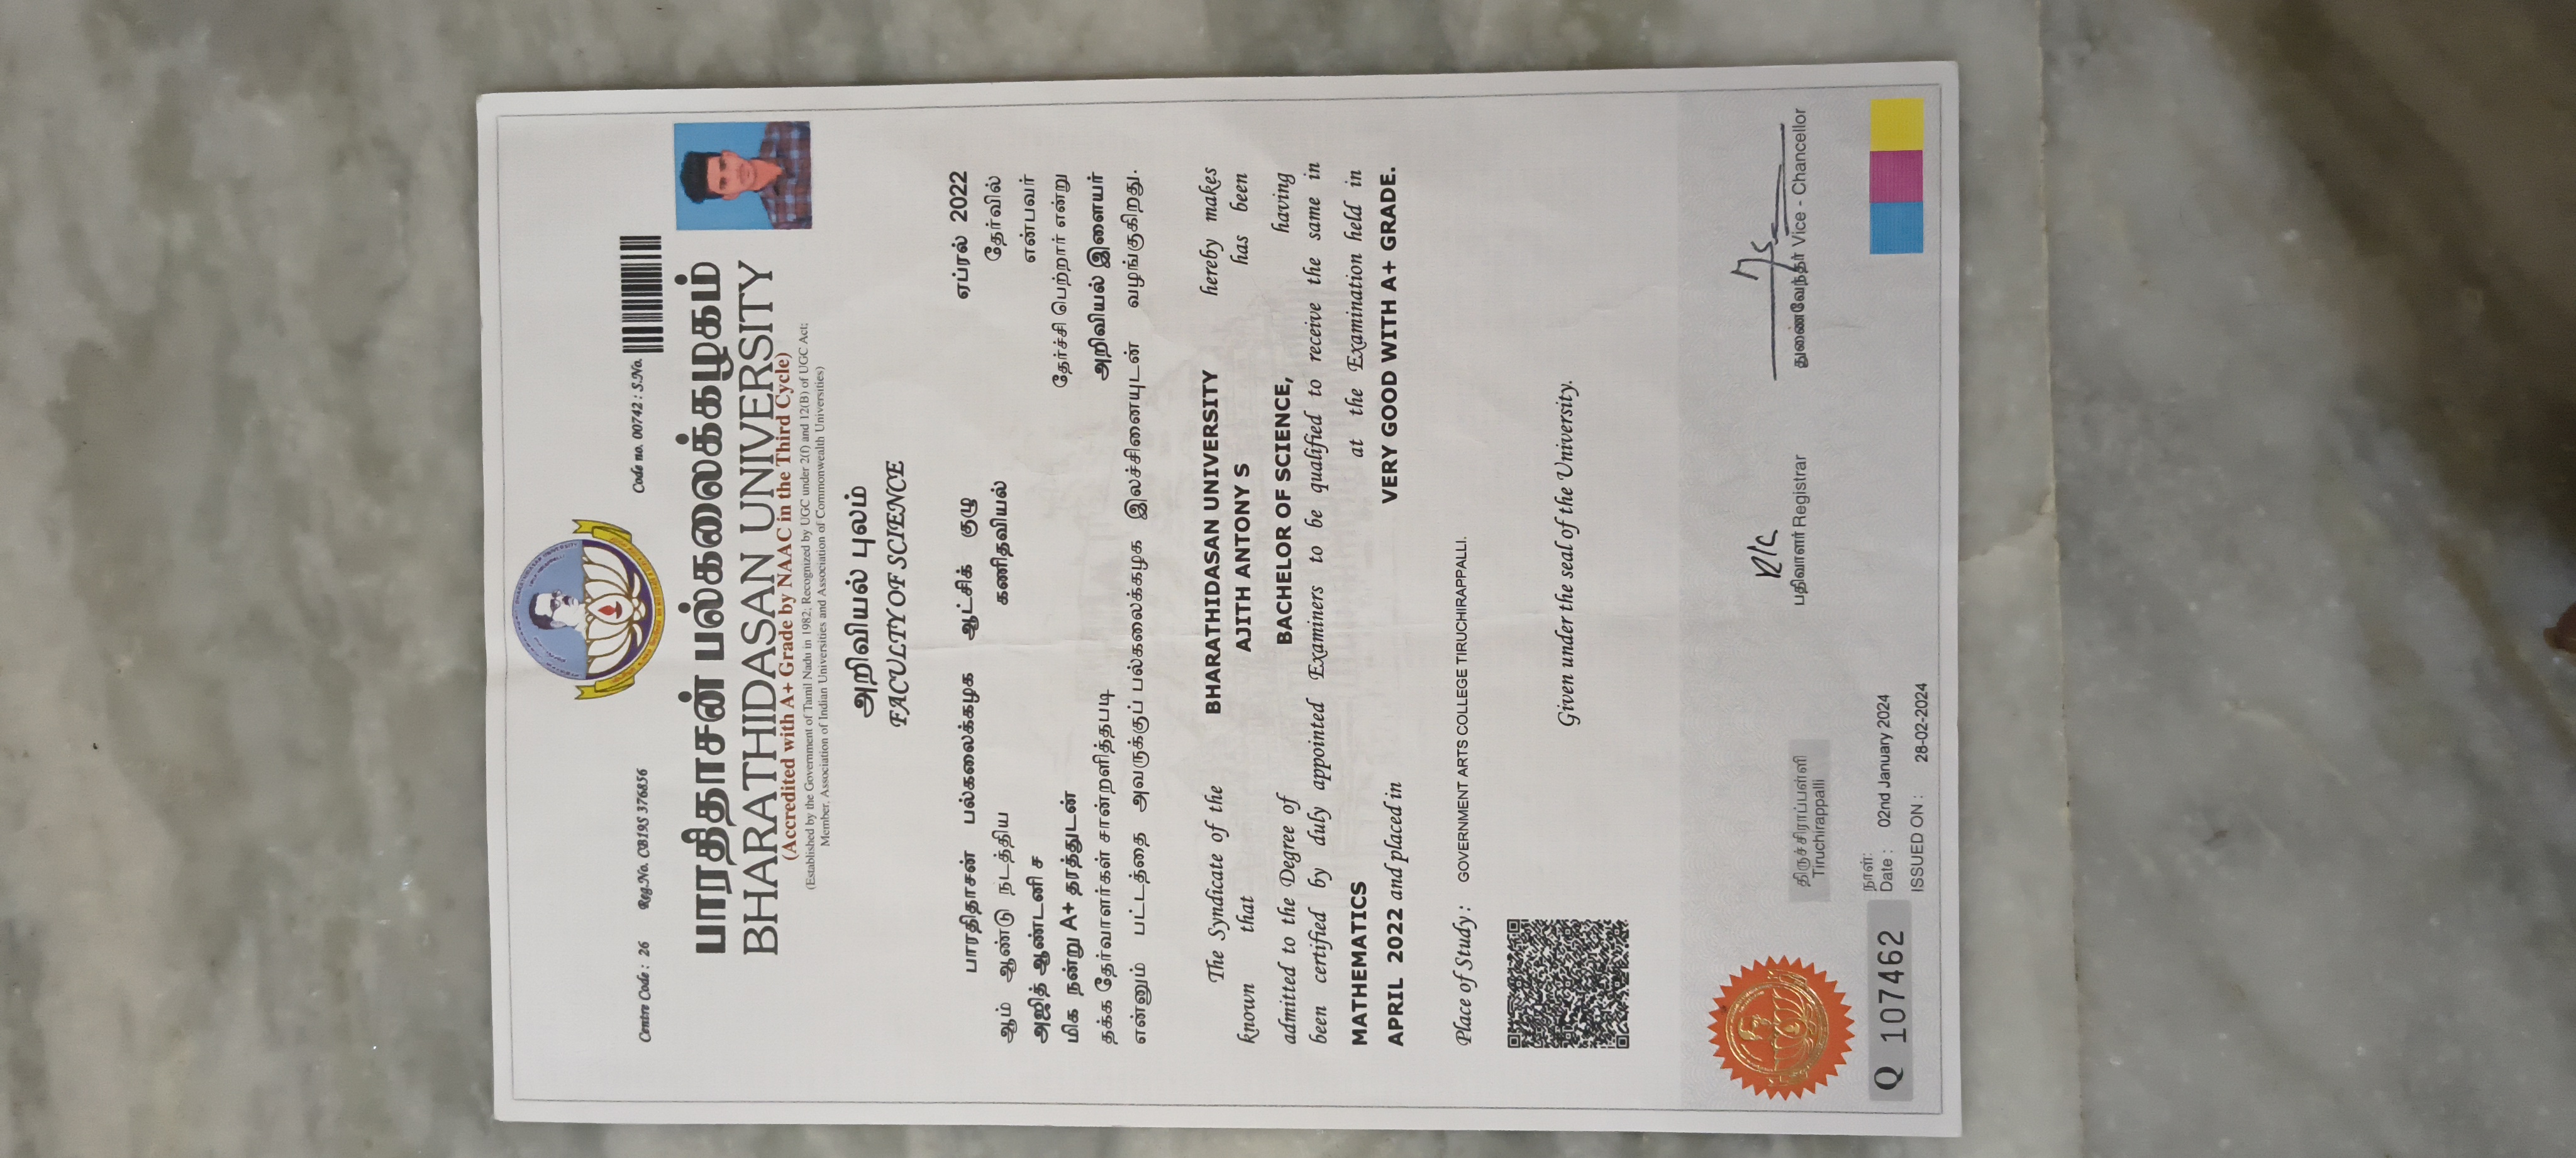 Centre Code : 26 Reg.No. CB19S 376856 Code no. 00742 : S.No.
பாரதிதாசன் பல்கலைக்கழகம்
BHARATHIDASAN UNIVERSITY
(Accredited with A+ Grade by NAAC in the Third Cycle)
(Established by the Government of Tamil Nadu in 1982; Recognized by UGC under 2(f) and 12(B) of UGC Act;
Member, Association of Indian Universities and Association of Commonwealth Universities)
அறிவியல் புலம்
FACULTY OF SCIENCE
பாரதிதாசன் பல்கலைக்கழக ஆட்சிக் குழு ஏப்ரல் 2022
ஆம் ஆண்டு நடத்திய கணிதவியல் தேர்வில்
அஜித் ஆண்டனி ச என்பவர்
மிக நன்று A+ தரத்துடன் தேர்ச்சி பெற்றார் என்று
தக்க தேர்வாளர்கள் சான்றளித்தபடி அறிவியல் இளையர்
என்னும் பட்டத்தை அவருக்குப் பல்கலைக்கழக இலச்சினையுடன் வழங்குகிறது.
The Syndicate of the BHARATHIDASAN UNIVERSITY hereby makes
known that AJITH ANTONY S has been
admitted to the Degree of BACHELOR OF SCIENCE, having
been certified by duly appointed Examiners to be qualified to receive the same in
MATHEMATICS at the Examination held in
APRIL 2022 and placed in VERY GOOD WITH A+ GRADE.
Place of Study : GOVERNMENT ARTS COLLEGE TIRUCHIRAPPALLI.
Given under the seal of the University.
திருச்சிராப்பள்ளி
Tiruchirappalli
பதிவாளர் Registrar
துணைவேந்தர் Vice - Chancellor
நாள்:
Date : 02nd January 2024
ISSUED ON : 28-02-2024
Q 107462